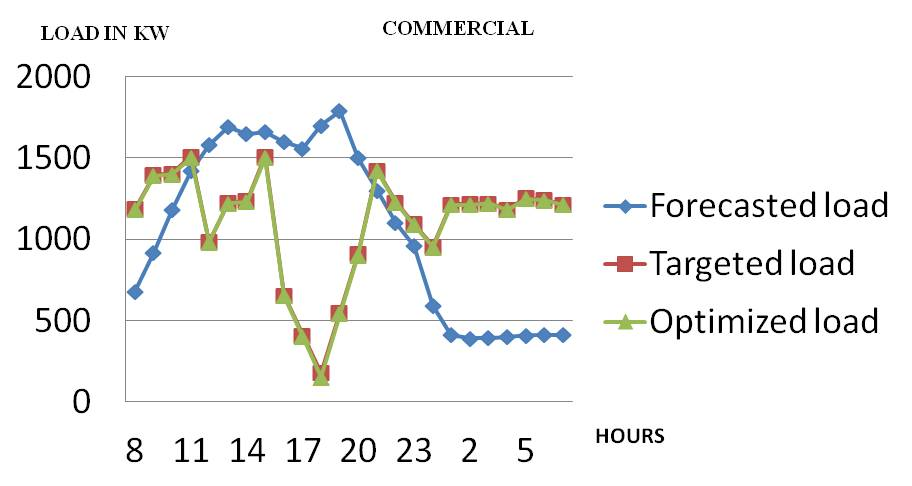 LOAD IN KW
COMMERCIAL
2000
1500
1000
500
0
8 11 14 17 20 23 2 5
HOURS
Forecasted load
Targeted load
Optimized load